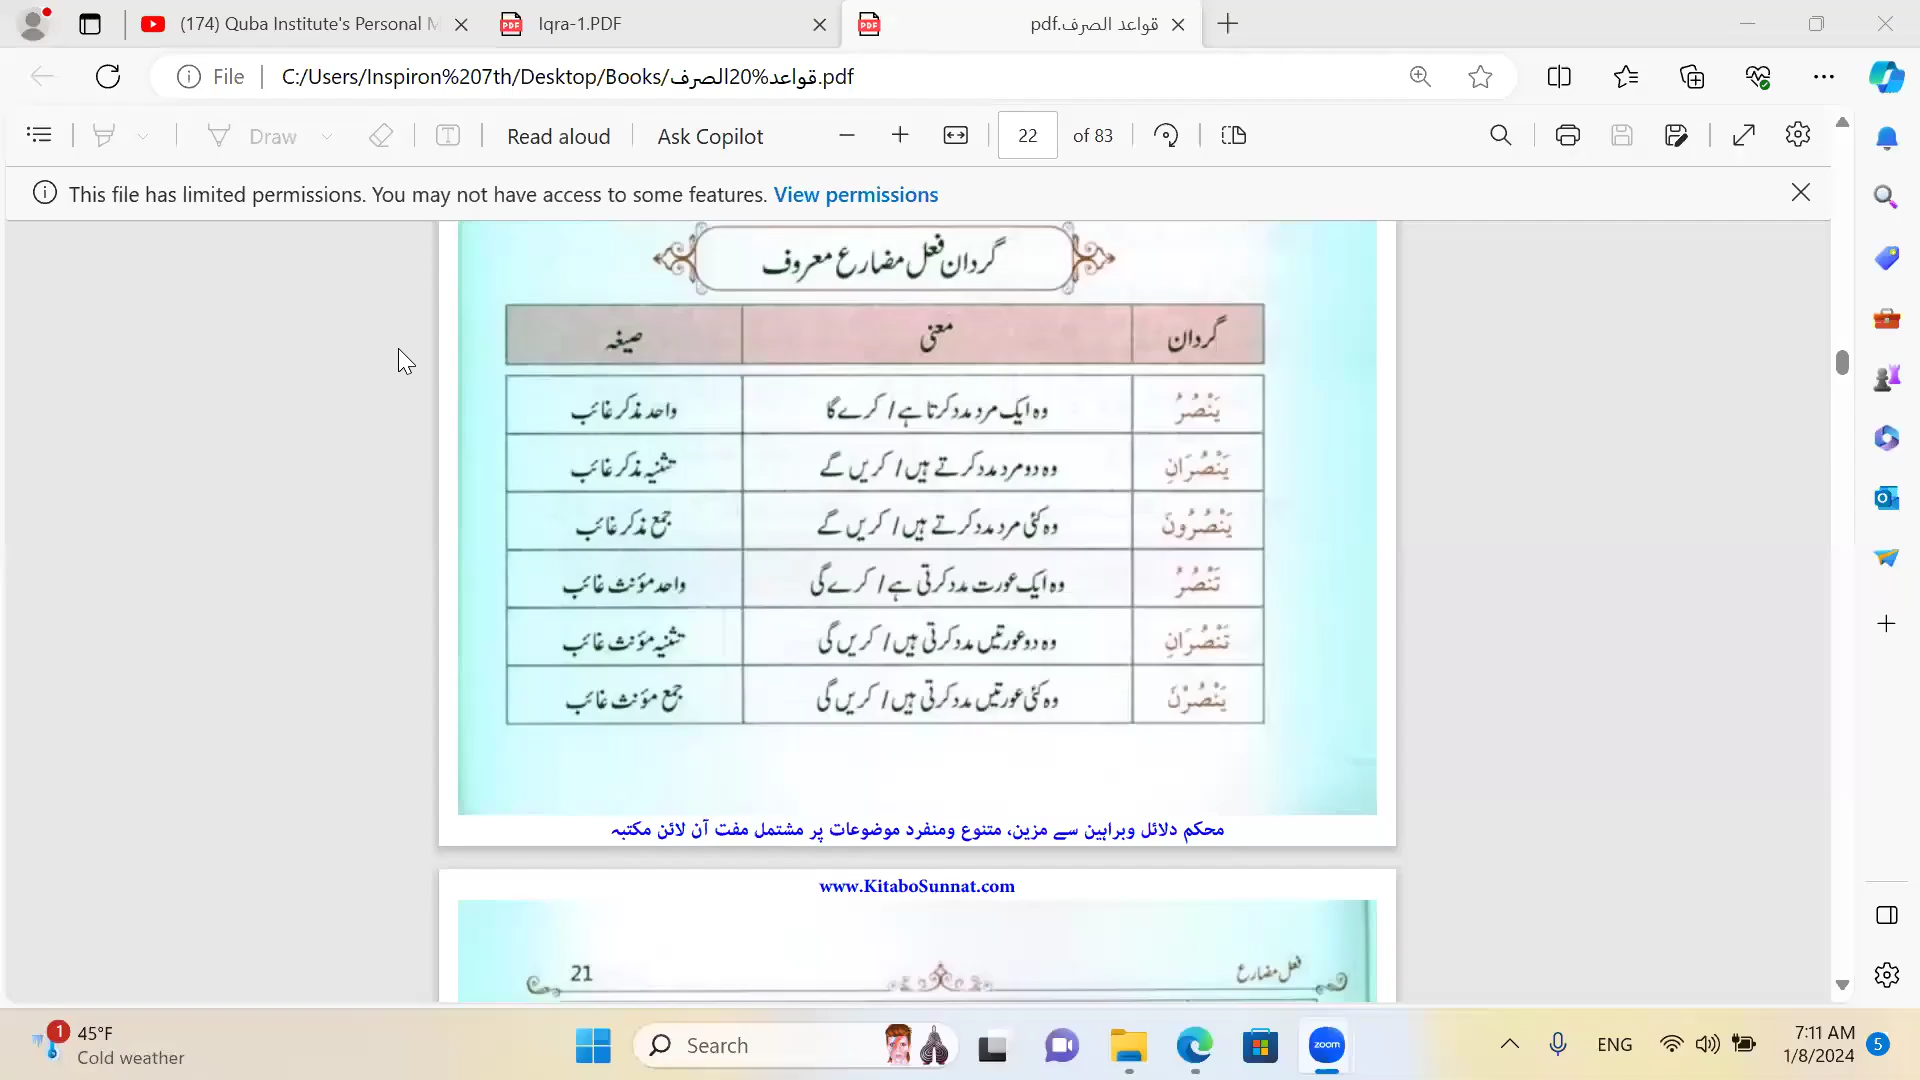 (174) Quba Institute's Personal M
Iqra-1.PDF
قواعد الصرف.pdf
File
C:/Users/Inspiron%207th/Desktop/Books/قواعد%20الصرف.pdf
Draw
Read aloud
Ask Copilot
22 of 83
This file has limited permissions. You may not have access to some features. View permissions
گردان فعل مضارع معروف
گردان معنی صیغہ
يَنْصُرُ وہ ایک مرد مدد کرتا ہے / کرے گا واحد مذکر غائب
يَنْصُرَانِ وہ دو مرد مدد کرتے ہیں / کریں گے تثنیہ مذکر غائب
يَنْصُرُونَ وہ کئی مرد مدد کرتے ہیں / کریں گے جمع مذکر غائب
تَنْصُرُ وہ ایک عورت مدد کرتی ہے / کرے گی واحد مؤنث غائب
تَنْصُرَانِ وہ دو عورتیں مدد کرتی ہیں / کریں گی تثنیہ مؤنث غائب
يَنْصُرْنَ وہ کئی عورتیں مدد کرتی ہیں / کریں گی جمع مؤنث غائب
محکم دلائل وبراہین سے مزین، متنوع ومنفرد موضوعات پر مشتمل مفت آن لائن مکتبہ
www.KitaboSunnat.com
فعل مضارع 21
1
45°F
Cold weather
Search
zoom
ENG
7:11 AM
1/8/2024
5